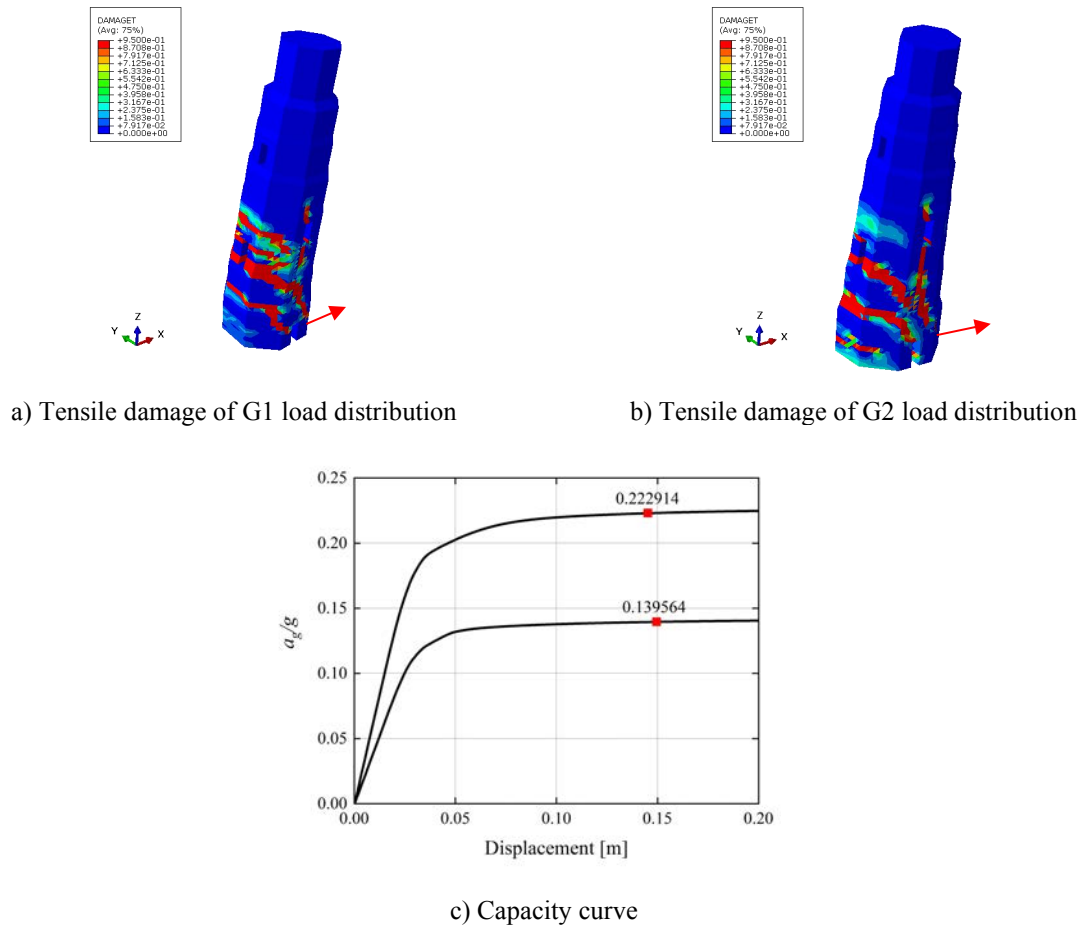 DAMAGET
(Avg: 75%)
+9.500e-01
+8.708e-01
+7.917e-01
+7.125e-01
+6.333e-01
+5.542e-01
+4.750e-01
+3.958e-01
+3.167e-01
+2.375e-01
+1.583e-01
+7.917e-02
+0.000e+00
Z
Y
X
DAMAGET
(Avg: 75%)
+9.500e-01
+8.708e-01
+7.917e-01
+7.125e-01
+6.333e-01
+5.542e-01
+4.750e-01
+3.958e-01
+3.167e-01
+2.375e-01
+1.583e-01
+7.917e-02
+0.000e+00
Z
Y
X
a) Tensile damage of G1 load distribution
b) Tensile damage of G2 load distribution
0.25
0.20
0.15
0.10
0.05
0.00
a_g/g
0.222914
0.139564
0.00 0.05 0.10 0.15 0.20
Displacement [m]
c) Capacity curve